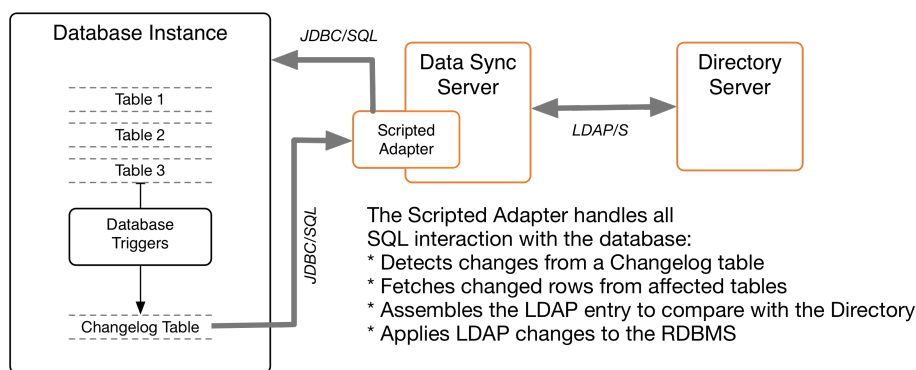 Database Instance
Table 1
Table 2
Table 3
Database
Triggers
Changelog Table
JDBC/SQL
JDBC/SQL
Data Sync
Server
Scripted
Adapter
LDAP/S
Directory
Server
The Scripted Adapter handles all
SQL interaction with the database:
* Detects changes from a Changelog table
* Fetches changed rows from affected tables
* Assembles the LDAP entry to compare with the Directory
* Applies LDAP changes to the RDBMS